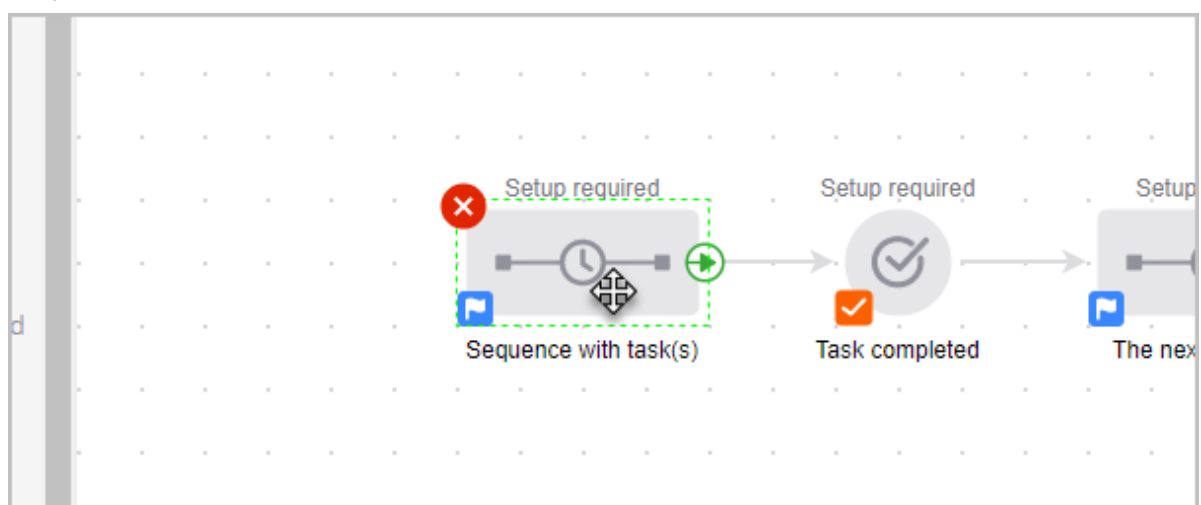 Setup required
Setup required
Setup
d
Sequence with task(s)
Task completed
The nex